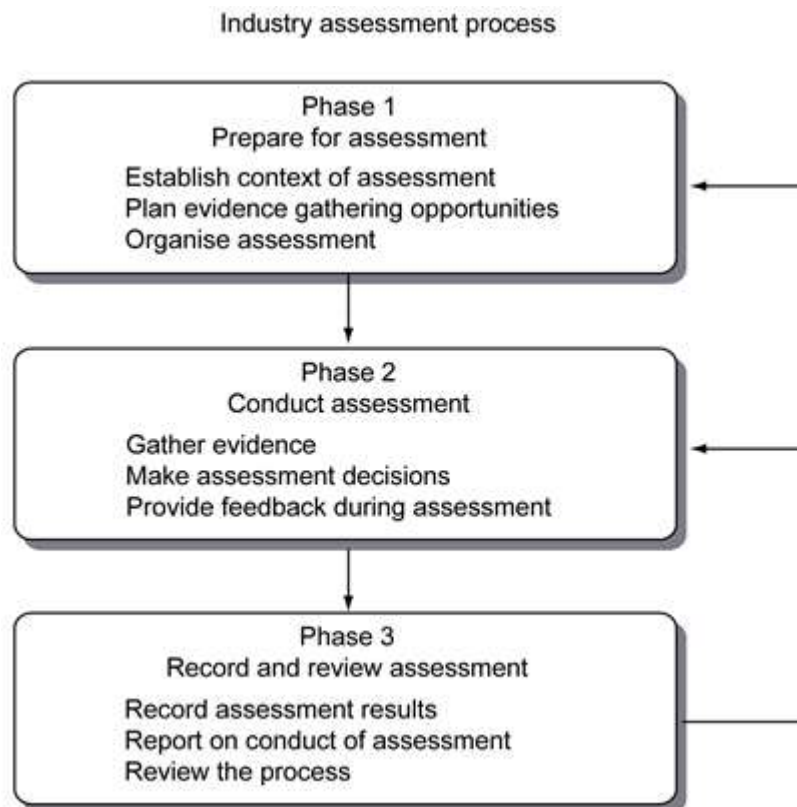 Industry assessment process
Phase 1
Prepare for assessment
Establish context of assessment
Plan evidence gathering opportunities
Organise assessment
Phase 2
Conduct assessment
Gather evidence
Make assessment decisions
Provide feedback during assessment
Phase 3
Record and review assessment
Record assessment results
Report on conduct of assessment
Review the process